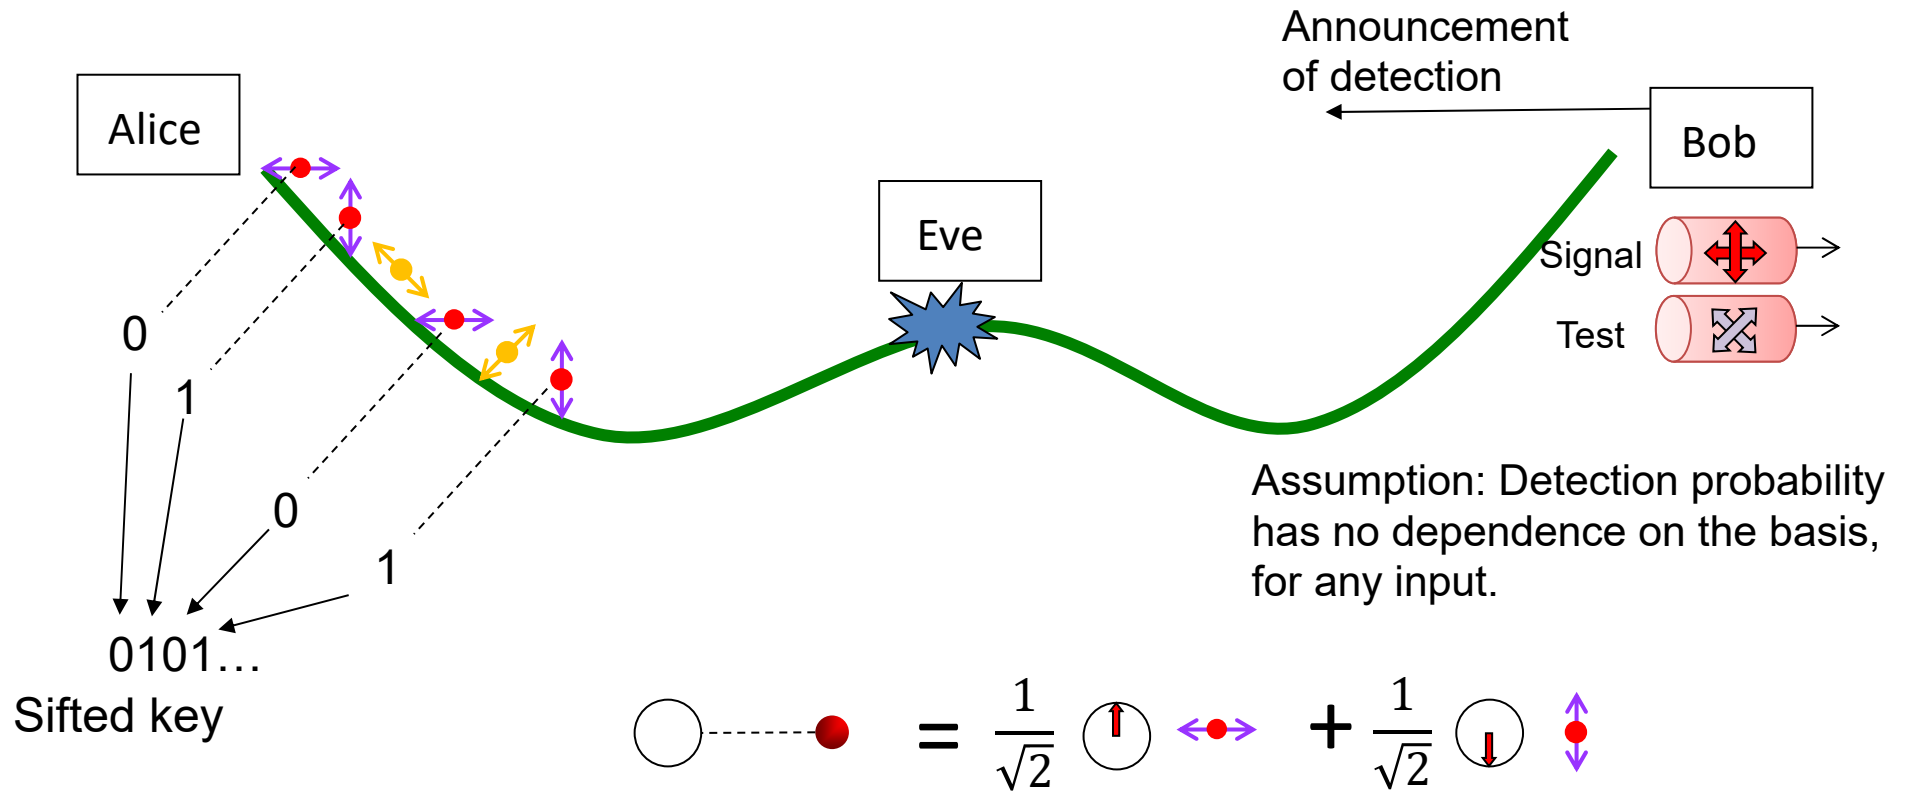 Announcement
of detection
Alice
Bob
Eve
Signal
Test
0
1
0
1
0101…
Sifted key
Assumption: Detection probability
has no dependence on the basis,
for any input.
= 1/√2 + 1/√2